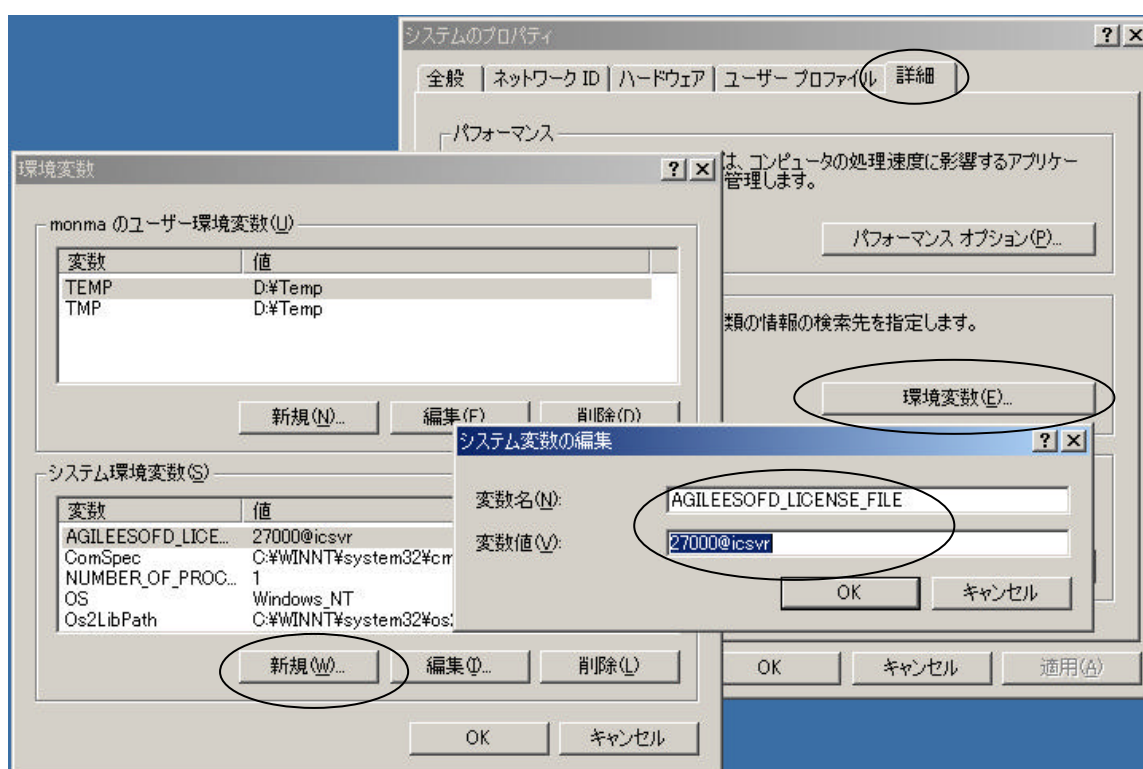 システムのプロパティ
全般
ネットワーク ID
ハードウェア
ユーザー プロファイル
詳細
パフォーマンス
は、コンピュータの処理速度に影響するアプリケー
管理します。
パフォーマンス オプション(P)...
類の情報の検索先を指定します。
環境変数(E)...
OK
キャンセル
適用(A)
環境変数
monma のユーザー環境変数(U)
変数 値
TEMP D:¥Temp
TMP D:¥Temp
新規(N)...
編集(E)
削除(D)
システム環境変数(S)
変数 値
AGILEESOFD_LICE... 27000@icsvr
ComSpec C:¥WINNT¥system32¥cm
NUMBER_OF_PROC... 1
OS Windows_NT
Os2LibPath C:¥WINNT¥system32¥os
新規(W)...
編集(I)...
削除(L)
OK
キャンセル
システム変数の編集
変数名(N):
AGILEESOFD_LICENSE_FILE
変数値(V):
27000@icsvr
OK
キャンセル